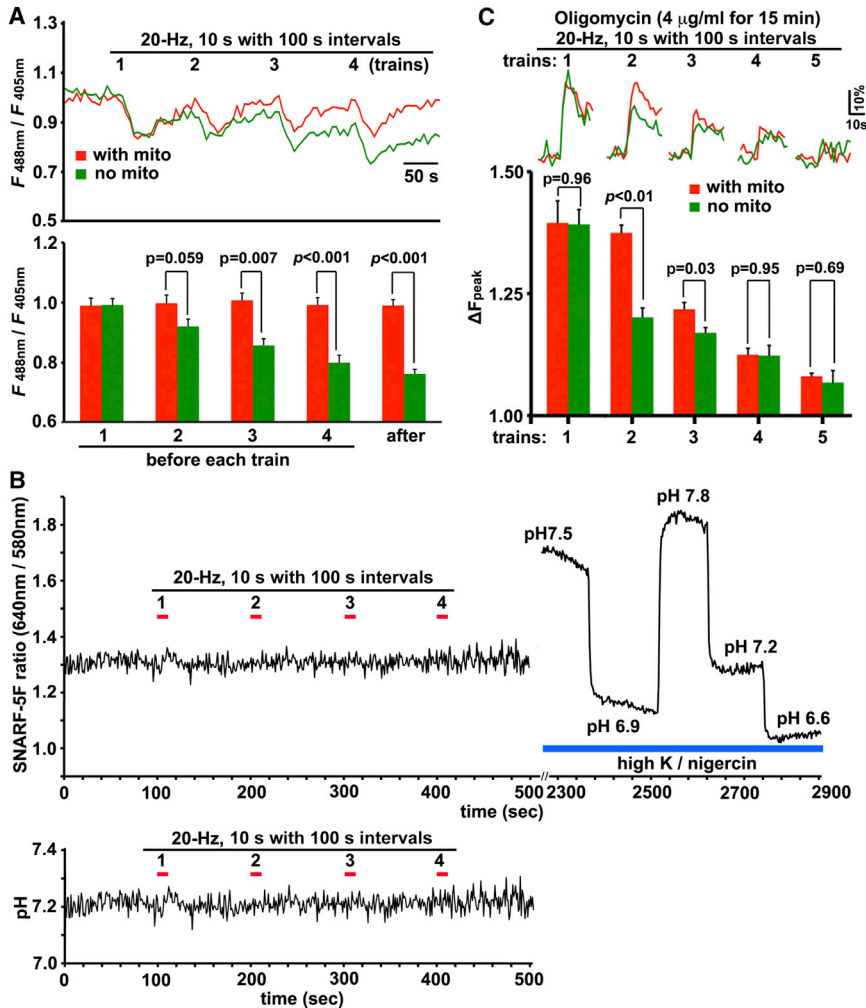 A
20-Hz, 10 s with 100 s intervals
1 2 3 4 (trains)
1.3
1.1
0.9
0.7
0.5
F 488nm / F 405nm
with mito
no mito
50 s
1.2
1.0
0.8
0.6
F 488nm / F 405nm
p=0.059
p=0.007
p<0.001
p<0.001
1 2 3 4 after
before each train
C
Oligomycin (4 μg/ml for 15 min)
20-Hz, 10 s with 100 s intervals
trains: 1 2 3 4 5
10%
10s
1.50
1.25
1.00
ΔFpeak
with mito
no mito
p=0.96
p<0.01
p=0.03
p=0.95
p=0.69
trains: 1 2 3 4 5
B
SNARF-5F ratio (640nm / 580nm)
1.8
1.6
1.4
1.2
1.0
20-Hz, 10 s with 100 s intervals
1 2 3 4
pH7.5
pH 6.9
pH 7.8
pH 7.2
pH 6.6
high K / nigercin
0 100 200 300 400 500 2300 2500 2700 2900
time (sec)
20-Hz, 10 s with 100 s intervals
1 2 3 4
7.4
7.2
7.0
pH
0 100 200 300 400 500
time (sec)